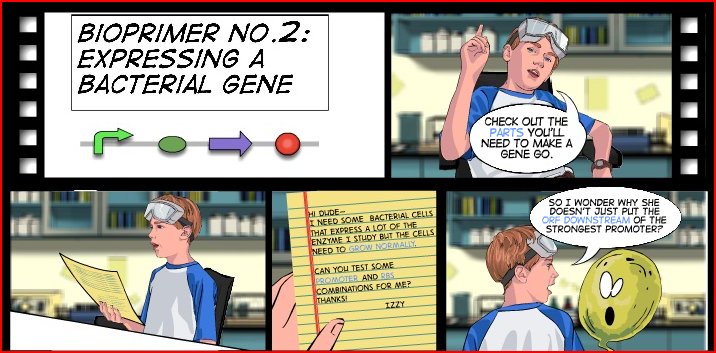 BIOPRIMER NO.2:
EXPRESSING A
BACTERIAL GENE
CHECK OUT THE
PARTS YOU'LL
NEED TO MAKE A
GENE GO.
HI DUDE—
I NEED SOME BACTERIAL CELLS
THAT EXPRESS A LOT OF THE
ENZYME I STUDY BUT THE CELLS
NEED TO GROW NORMALLY.
CAN YOU TEST SOME
PROMOTER AND RBS
COMBINATIONS FOR ME?
THANKS!
IZZY
SO I WONDER WHY SHE
DOESN'T JUST PUT THE
ORF DOWNSTREAM OF THE
STRONGEST PROMOTER?